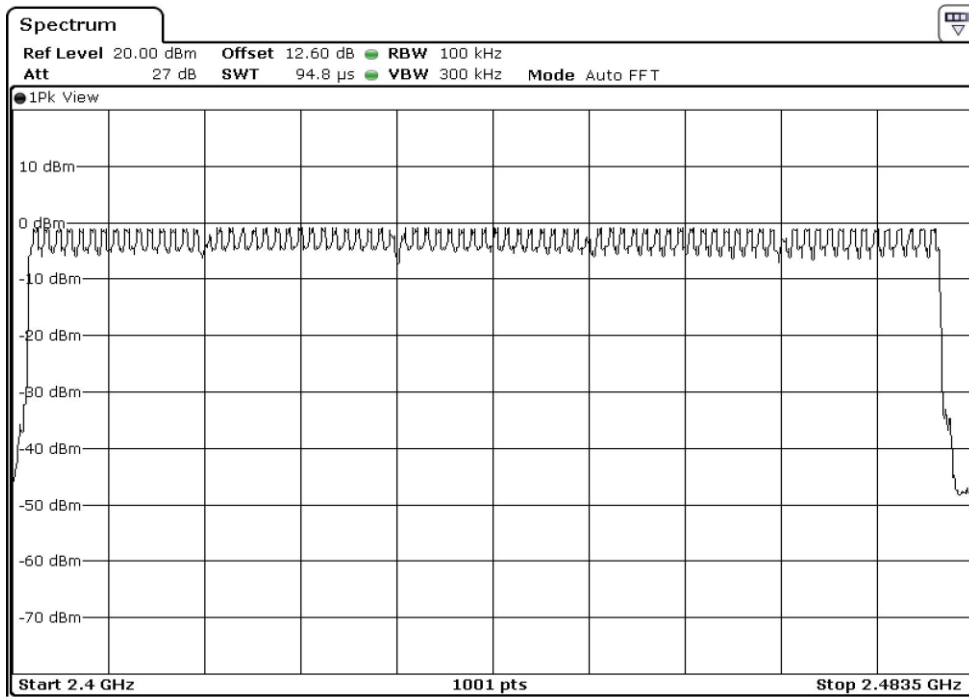 Spectrum
Ref Level 20.00 dBm Offset 12.60 dB RBW 100 kHz
Att 27 dB SWT 94.8 µs VBW 300 kHz Mode Auto FFT
1Pk View
10 dBm
0 dBm
-10 dBm
-20 dBm
-30 dBm
-40 dBm
-50 dBm
-60 dBm
-70 dBm
Start 2.4 GHz 1001 pts Stop 2.4835 GHz